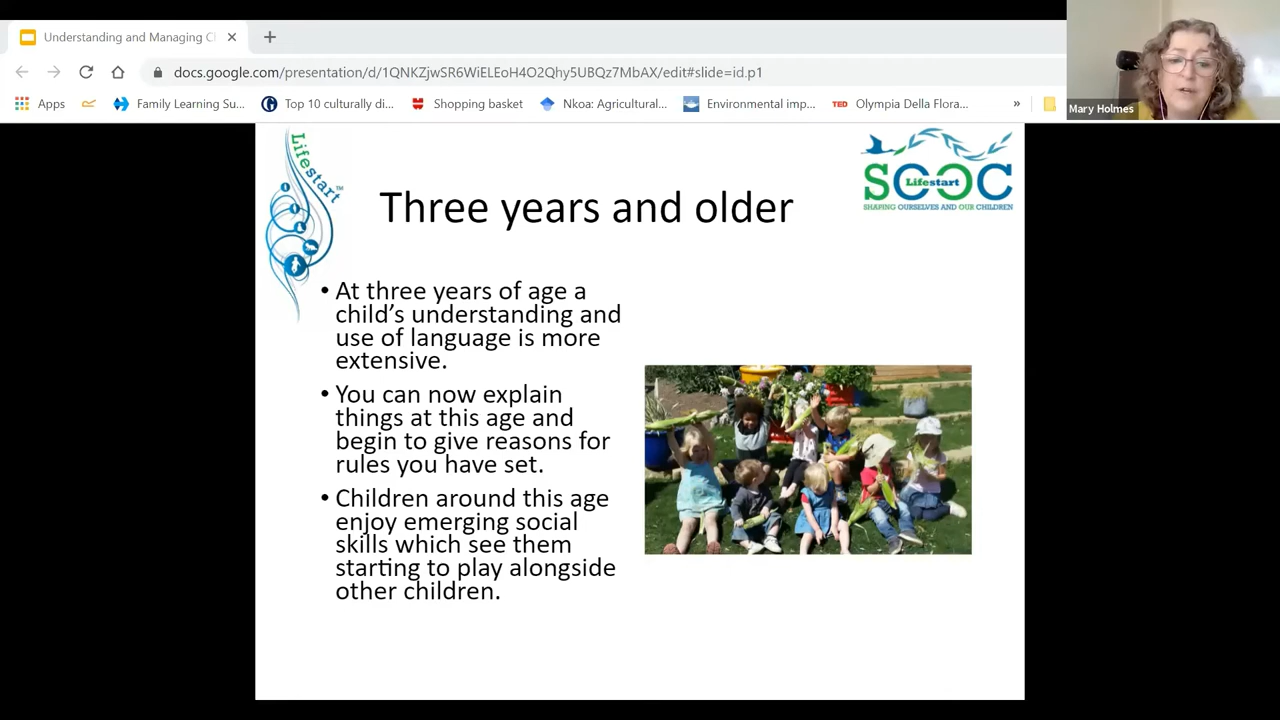 Understanding and Managing C
docs.google.com/presentation/d/1QNKZjwSR6WiELEoH4O2Qhy5UBQz7MbAX/edit#slide=id.p1
Apps
Family Learning Su...
Top 10 culturally di...
Shopping basket
Nkoa: Agricultural...
Environmental imp...
TED
Olympia Della Flora...
»
Mary Holmes
Lifestart™
SOOC
Lifestart
SHAPING OURSELVES AND OUR CHILDREN
Three years and older
• At three years of age a
child's understanding and
use of language is more
extensive.
• You can now explain
things at this age and
begin to give reasons for
rules you have set.
• Children around this age
enjoy emerging social
skills which see them
starting to play alongside
other children.